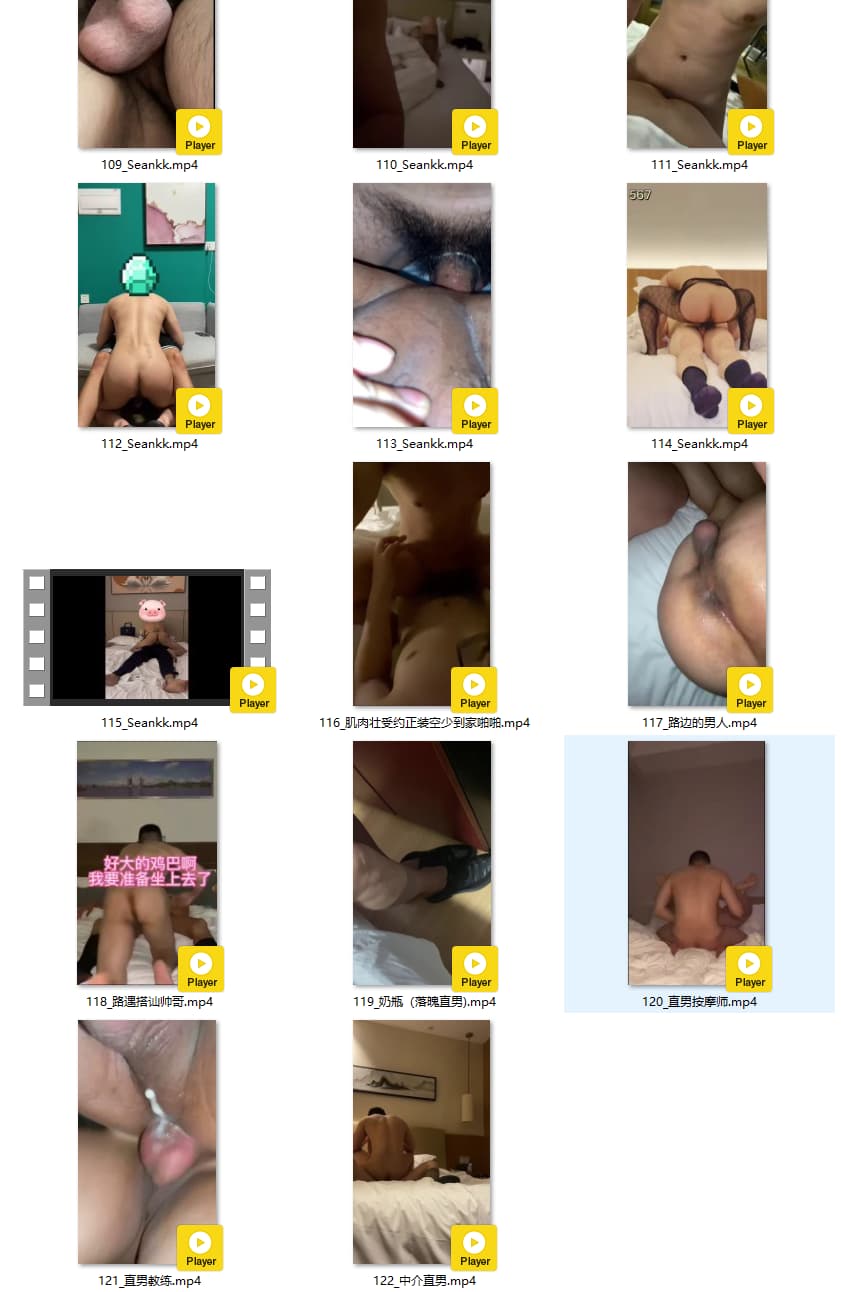 Player
Player
Player
109_Seankk.mp4
110_Seankk.mp4
111_Seankk.mp4
567
Player
Player
Player
112_Seankk.mp4
113_Seankk.mp4
114_Seankk.mp4
Player
Player
Player
115_Seankk.mp4
116_肌肉壮受约正装空少到家啪啪.mp4
117_路边的男人.mp4
好大的鸡巴啊
我要准备坐上去了
Player
Player
Player
118_路遇搭讪帅哥.mp4
119_奶瓶（落魄直男).mp4
120_直男按摩师.mp4
Player
Player
121_直男教练.mp4
122_中介直男.mp4